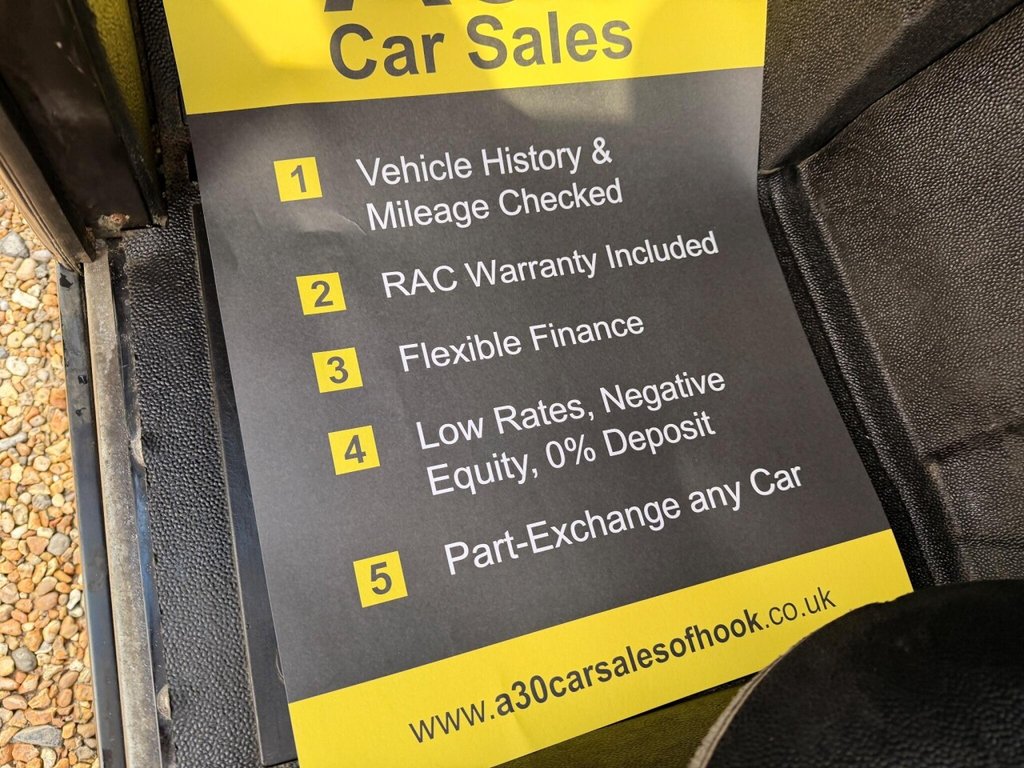 Car Sales
1 Vehicle History &
Mileage Checked
2 RAC Warranty Included
3 Flexible Finance
4 Low Rates, Negative
Equity, 0% Deposit
5 Part-Exchange any Car
www.a30carsalesofhook.co.uk